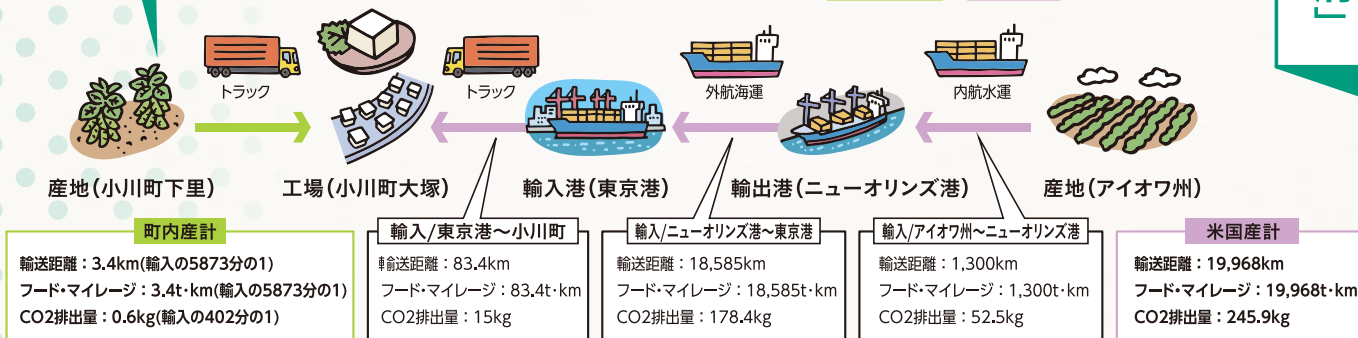 トラック
トラック
外航海運
内航水運
産地(小川町下里)
工場(小川町大塚)
輸入港(東京港)
輸出港(ニューオリンズ港)
産地(アイオワ州)
町内産計
輸送距離:3.4km(輸入の5873分の1)
フード・マイレージ:3.4t・km(輸入の5873分の1)
CO2排出量:0.6kg(輸入の402分の1)
輸入/東京港〜小川町
輸送距離:83.4km
フード・マイレージ:83.4t・km
CO2排出量:15kg
輸入/ニューオリンズ港〜東京港
輸送距離:18,585km
フード・マイレージ:18,585t・km
CO2排出量:178.4kg
輸入/アイオワ州〜ニューオリンズ港
輸送距離:1,300km
フード・マイレージ:1,300t・km
CO2排出量:52.5kg
米国産計
輸送距離:19,968km
フード・マイレージ:19,968t・km
CO2排出量:245.9kg